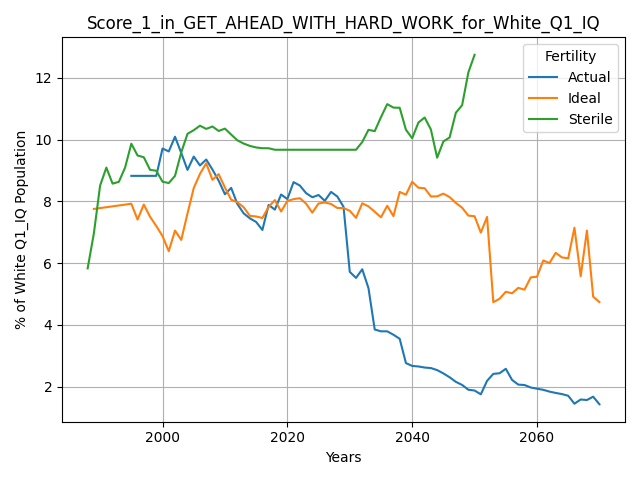 Score_1_in_GET_AHEAD_WITH_HARD_WORK_for_White_Q1_IQ
Fertility
Actual
Ideal
Sterile
% of White Q1_IQ Population
12
10
8
6
4
2
2000
2020
2040
2060
Years